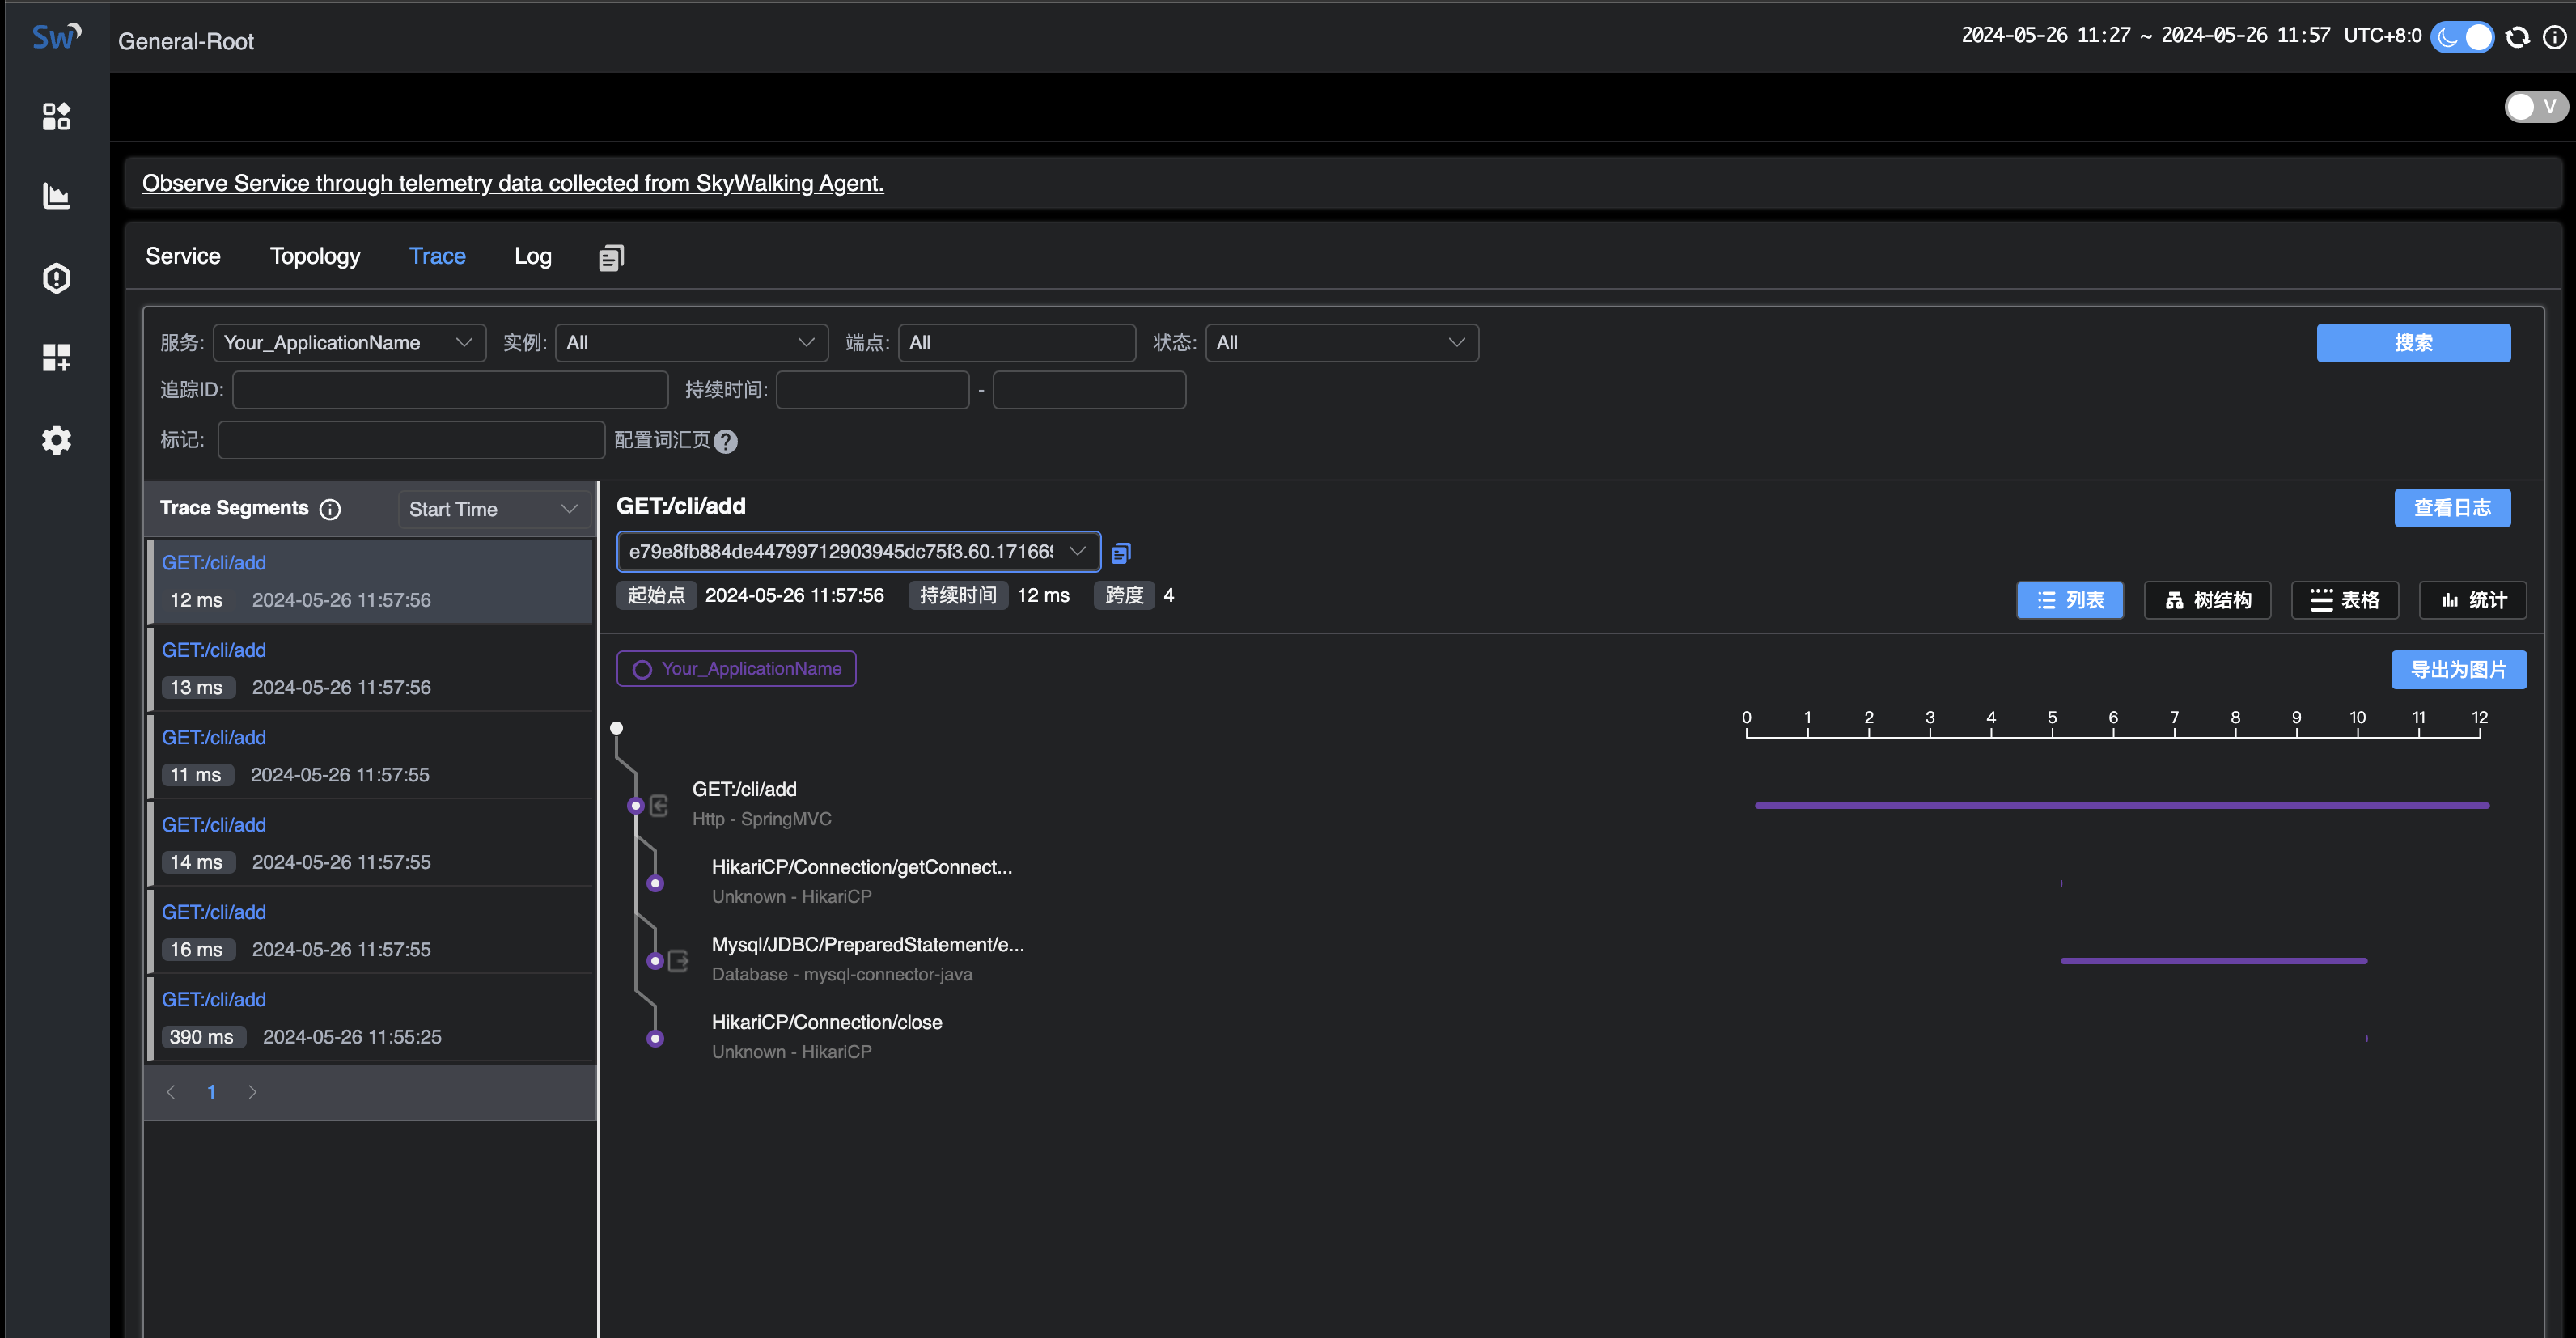 Sw
General-Root
2024-05-26 11:27 ~ 2024-05-26 11:57 UTC+8:0
V
Observe Service through telemetry data collected from SkyWalking Agent.
Service Topology Trace Log
服务: Your_ApplicationName 实例: All 端点: All 状态: All 搜索
追踪ID: 持续时间: -
标记: 配置词汇页
Trace Segments Start Time
GET:/cli/add
12 ms 2024-05-26 11:57:56
GET:/cli/add
13 ms 2024-05-26 11:57:56
GET:/cli/add
11 ms 2024-05-26 11:57:55
GET:/cli/add
14 ms 2024-05-26 11:57:55
GET:/cli/add
16 ms 2024-05-26 11:57:55
GET:/cli/add
390 ms 2024-05-26 11:55:25
1
GET:/cli/add 查看日志
e79e8fb884de44799712903945dc75f3.60.17166
起始点 2024-05-26 11:57:56 持续时间 12 ms 跨度 4
列表 树结构 表格 统计
Your_ApplicationName 导出为图片
0 1 2 3 4 5 6 7 8 9 10 11 12
GET:/cli/add
Http - SpringMVC
HikariCP/Connection/getConnect...
Unknown - HikariCP
Mysql/JDBC/PreparedStatement/e...
Database - mysql-connector-java
HikariCP/Connection/close
Unknown - HikariCP